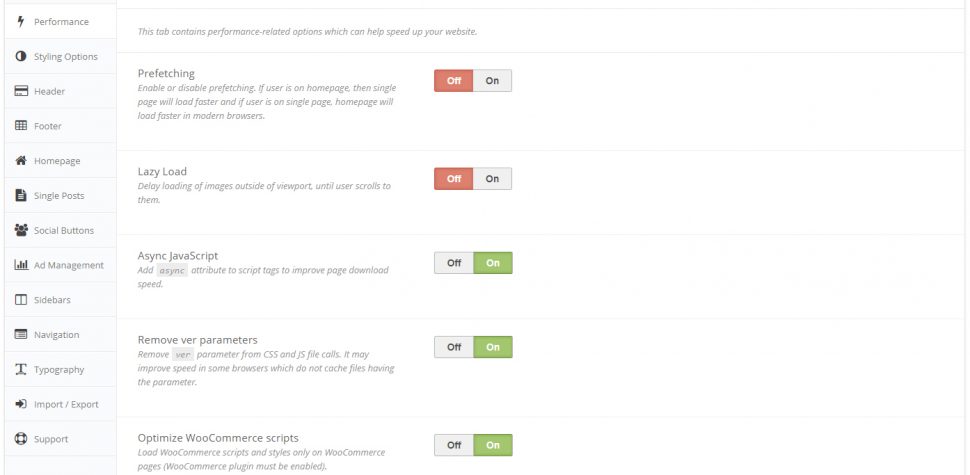 Performance
Styling Options
Header
Footer
Homepage
Single Posts
Social Buttons
Ad Management
Sidebars
Navigation
Typography
Import / Export
Support
This tab contains performance-related options which can help speed up your website.
Prefetching
Enable or disable prefetching. If user is on homepage, then single
page will load faster and if user is on single page, homepage will
load faster in modern browsers.
Off On
Lazy Load
Delay loading of images outside of viewport, until user scrolls to
them.
Off On
Async JavaScript
Add async attribute to script tags to improve page download
speed.
Off On
Remove ver parameters
Remove ver parameter from CSS and JS file calls. It may
improve speed in some browsers which do not cache files having
the parameter.
Off On
Optimize WooCommerce scripts
Load WooCommerce scripts and styles only on WooCommerce
pages (WooCommerce plugin must be enabled).
Off On